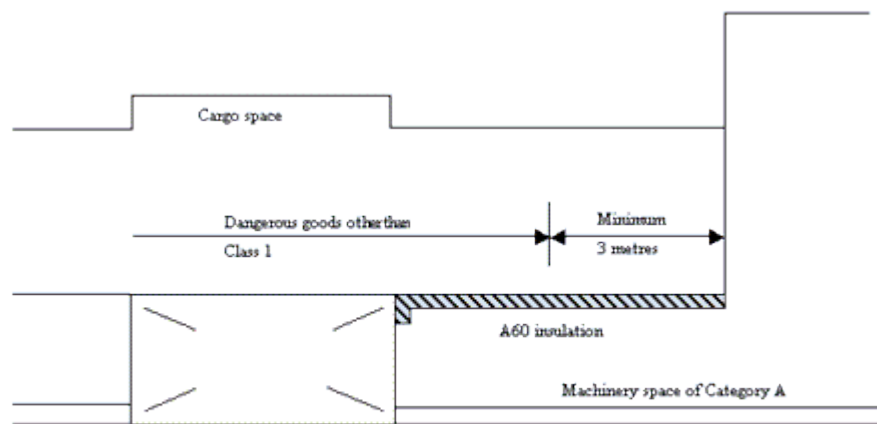 Cargo space
Dangerous goods otherthan
Class 1
Minimum
3 metres
A60 insulation
Machinery space of Category A